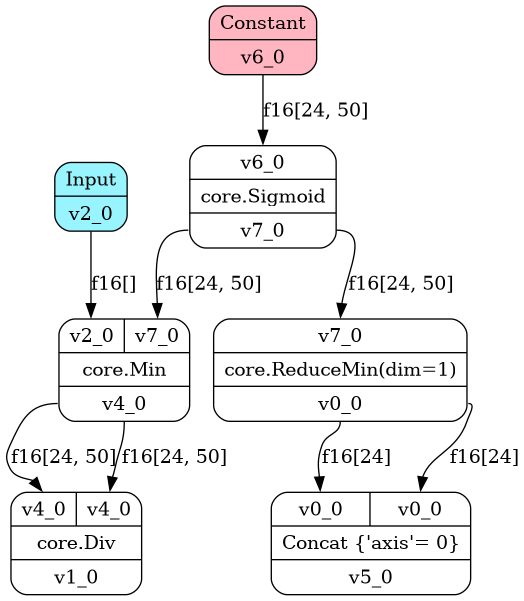 Constant
v6_0
f16[24, 50]
v6_0
core.Sigmoid
v7_0
Input
v2_0
f16[]
f16[24, 50]
f16[24, 50]
v2_0 v7_0
core.Min
v4_0
v7_0
core.ReduceMin(dim=1)
v0_0
f16[24, 50]
f16[24, 50]
f16[24]
f16[24]
v4_0 v4_0
core.Div
v1_0
v0_0 v0_0
Concat {'axis'= 0}
v5_0